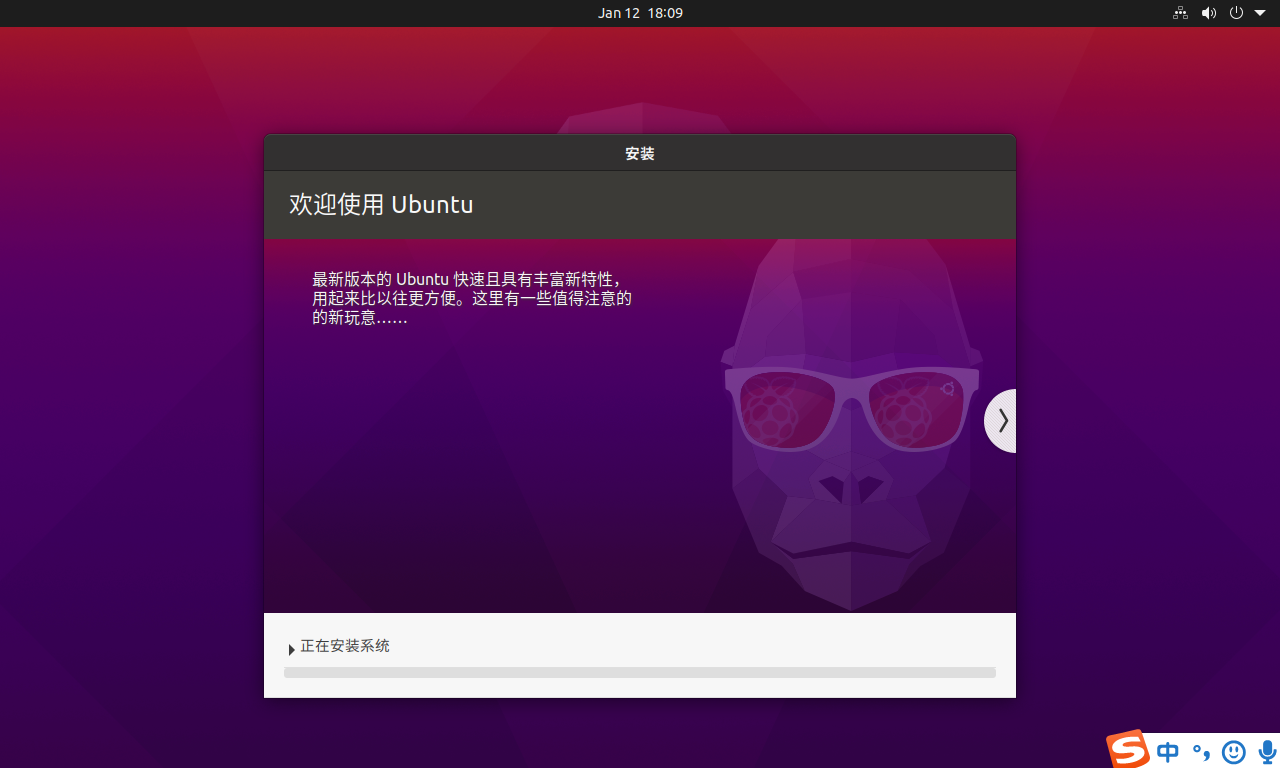 Jan 12 18:09
安装
欢迎使用 Ubuntu
最新版本的 Ubuntu 快速且具有丰富新特性，
用起来比以往更方便。这里有一些值得注意的
的新玩意……
正在安装系统
中